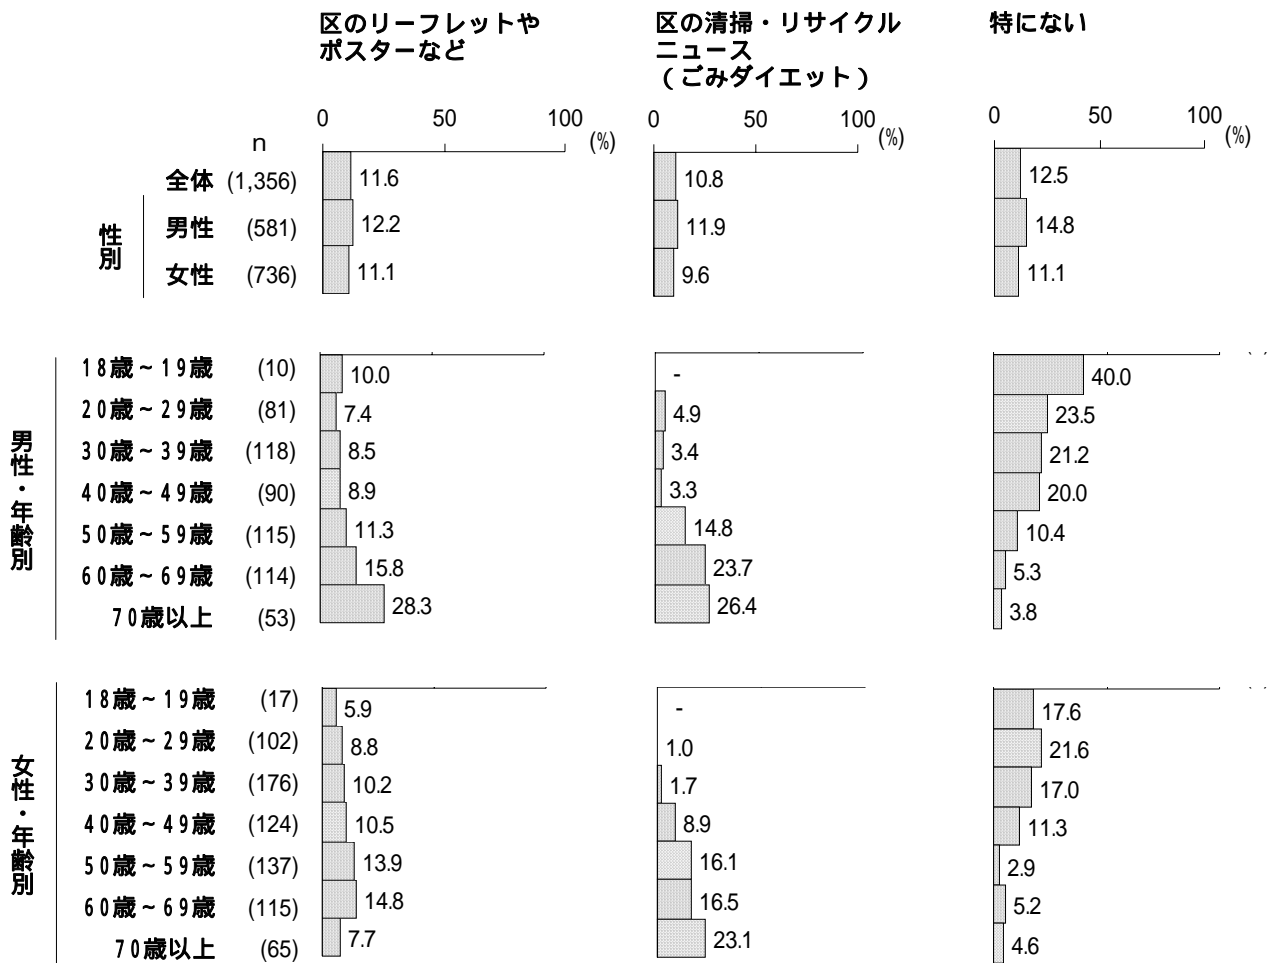 区のリーフレットや
ポスターなど
区の清掃・リサイクル
ニュース
（ごみダイエット）
特にない
0 50 100 (%)
0 50 100 (%)
0 50 100 (%)
n
全体 (1,356) 11.6 10.8 12.5
性別
男性 (581) 12.2 11.9 14.8
女性 (736) 11.1 9.6 11.1
男性・年齢別
18歳～19歳 (10) 10.0 - 40.0
20歳～29歳 (81) 7.4 4.9 23.5
30歳～39歳 (118) 8.5 3.4 21.2
40歳～49歳 (90) 8.9 3.3 20.0
50歳～59歳 (115) 11.3 14.8 10.4
60歳～69歳 (114) 15.8 23.7 5.3
70歳以上 (53) 28.3 26.4 3.8
女性・年齢別
18歳～19歳 (17) 5.9 - 17.6
20歳～29歳 (102) 8.8 1.0 21.6
30歳～39歳 (176) 10.2 1.7 17.0
40歳～49歳 (124) 10.5 8.9 11.3
50歳～59歳 (137) 13.9 16.1 2.9
60歳～69歳 (115) 14.8 16.5 5.2
70歳以上 (65) 7.7 23.1 4.6